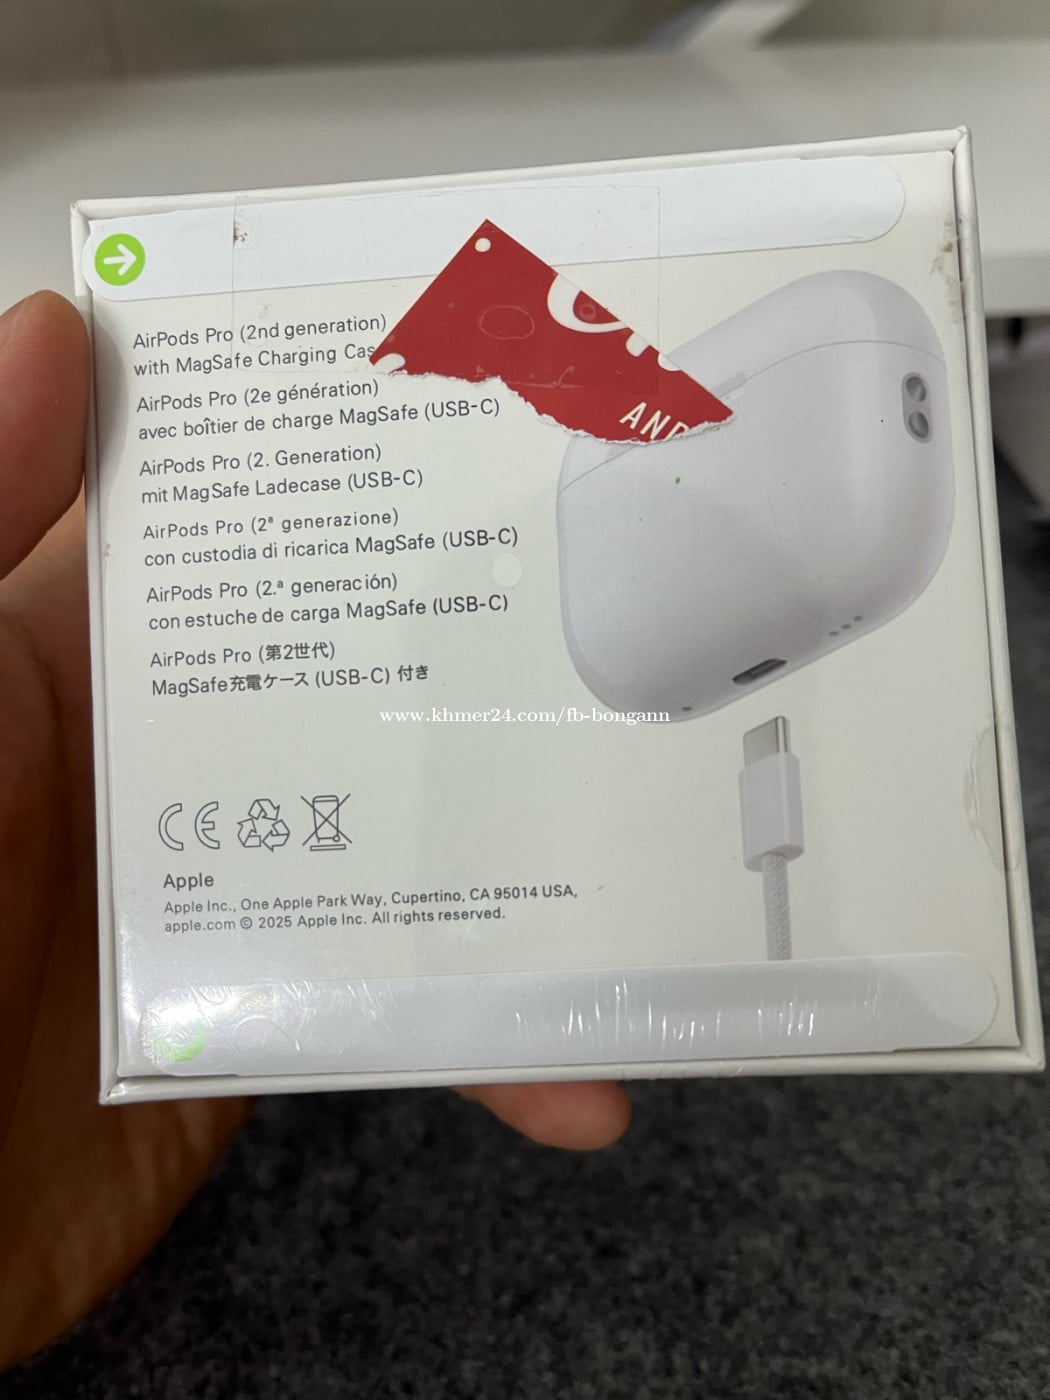 AirPods Pro (2nd generation)
with MagSafe Charging Cas
AirPods Pro (2e génération)
avec boîtier de charge MagSafe (USB-C)
AirPods Pro (2. Generation)
mit MagSafe Ladecase (USB-C)
AirPods Pro (2ª generazione)
con custodia di ricarica MagSafe (USB-C)
AirPods Pro (2.ª generación)
con estuche de carga MagSafe (USB-C)
AirPods Pro (第2世代)
MagSafe充電ケース (USB-C) 付き
www.khmer24.com/fb-bongann
CE
Apple
Apple Inc., One Apple Park Way, Cupertino, CA 95014 USA,
apple.com © 2025 Apple Inc. All rights reserved.